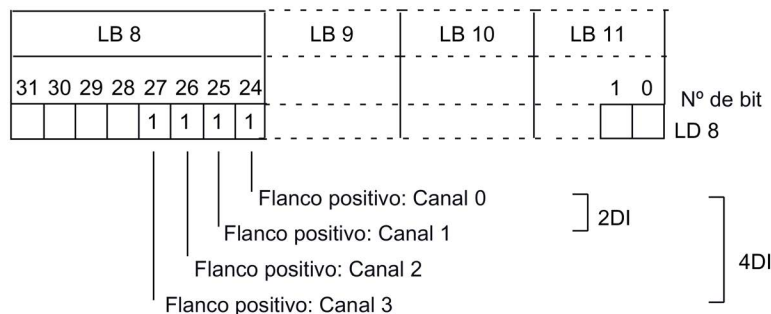 LB 8 LB 9 LB 10 LB 11
31 30 29 28 27 26 25 24 1 0 Nº de bit
1 1 1 1 LD 8
Flanco positivo: Canal 0
2DI
Flanco positivo: Canal 1
4DI
Flanco positivo: Canal 2
Flanco positivo: Canal 3